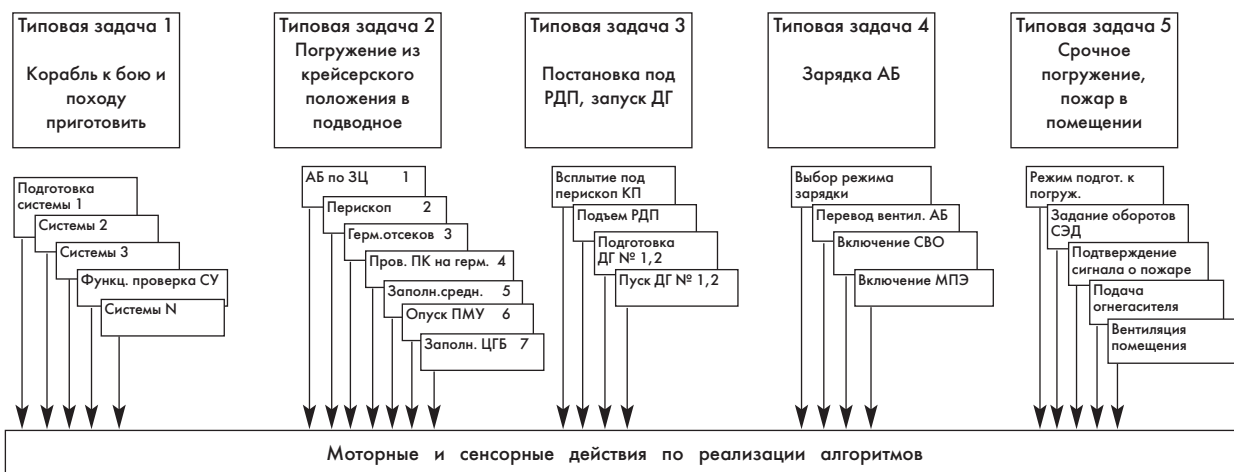 Типовая задача 1
Корабль к бою и
походу
приготовить
Типовая задача 2
Погружение из
крейсерского
положения в
подводное
Типовая задача 3
Постановка под
РДП, запуск ДГ
Типовая задача 4
Зарядка АБ
Типовая задача 5
Срочное
погружение,
пожар в
помещении
Подготовка
системы 1
Системы 2
Системы 3
Функц. проверка СУ
Системы N
АБ по ЗЦ 1
Перископ 2
Герм.отсеков 3
Пров. ПК на герм. 4
Заполн.средн. 5
Опуск ПМУ 6
Заполн. ЦГБ 7
Всплытие под
перископ КП
Подъем РДП
Подготовка
ДГ № 1,2
Пуск ДГ № 1,2
Выбор режима
зарядки
Перевод вентил. АБ
Включение СВО
Включение МПЭ
Режим подгот. к
погруж.
Задание оборотов
СЭД
Подтверждение
сигнала о пожаре
Подача
огнегасителя
Вентиляция
помещения
Моторные и сенсорные действия по реализации алгоритмов